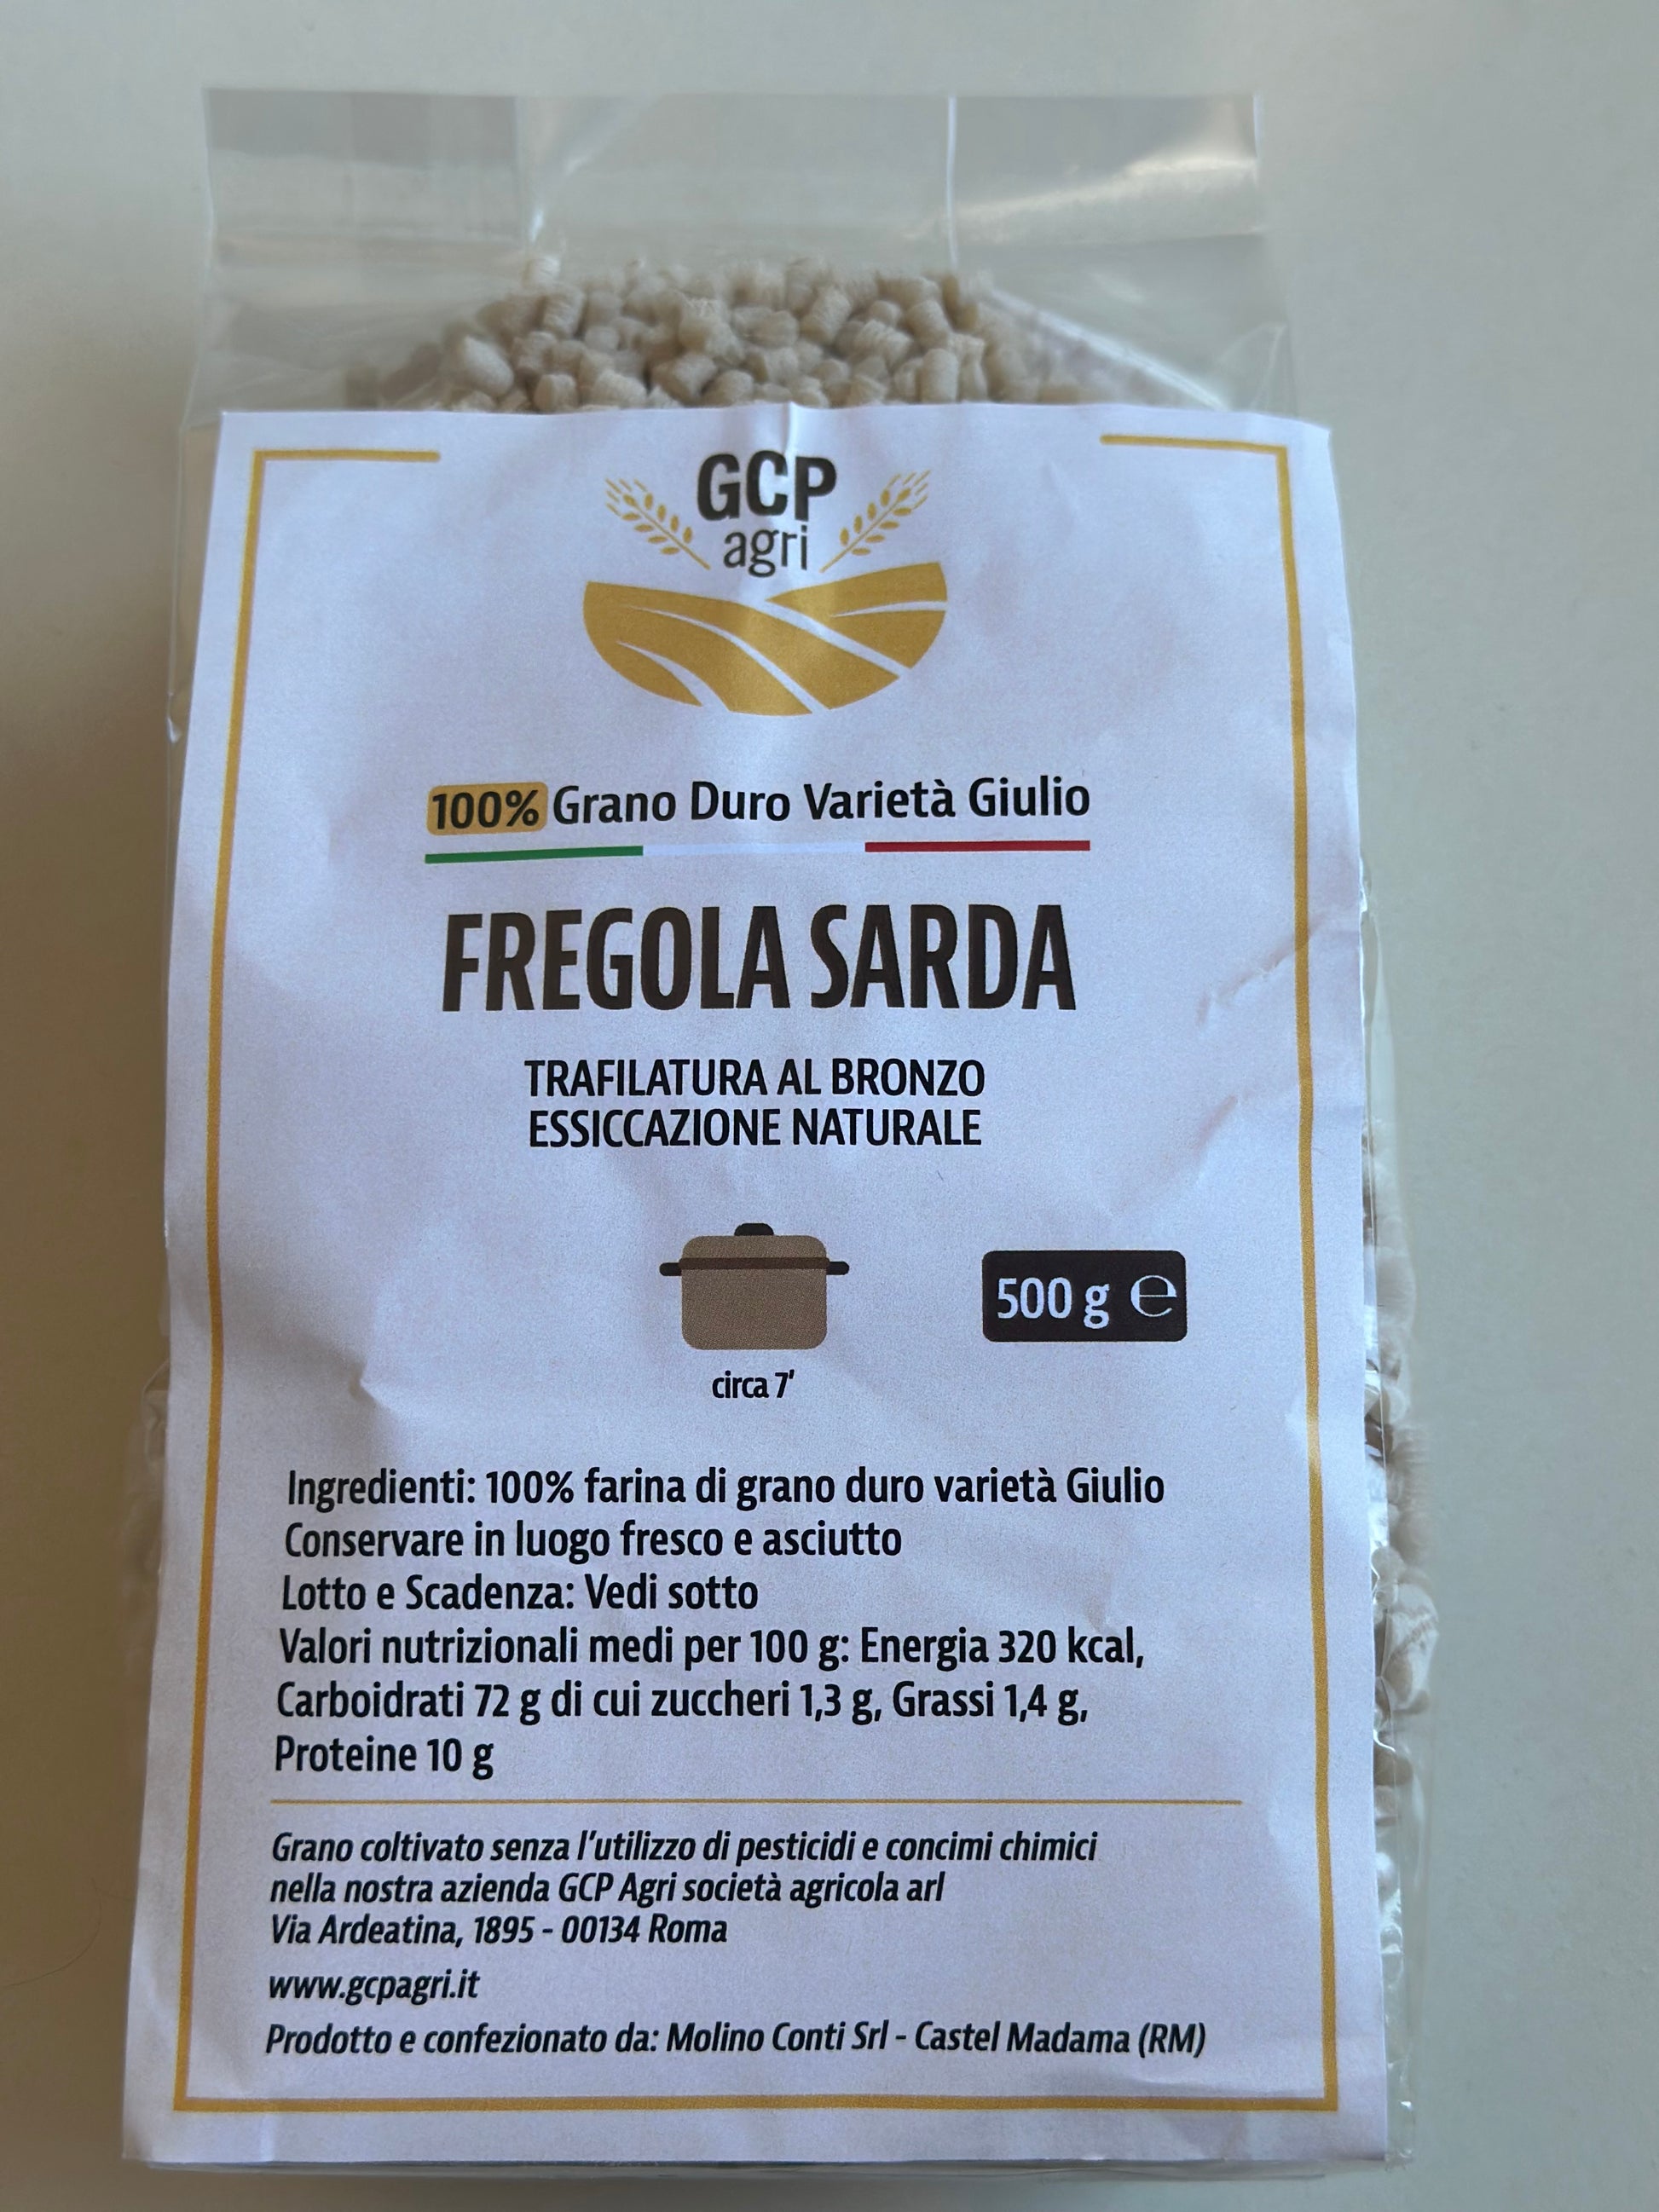 GCP
agri
100% Grano Duro Varietà Giulio
FREGOLA SARDA
TRAFILATURA AL BRONZO
ESSICCAZIONE NATURALE
500 g ℮
circa 7'
Ingredienti: 100% farina di grano duro varietà Giulio
Conservare in luogo fresco e asciutto
Lotto e Scadenza: Vedi sotto
Valori nutrizionali medi per 100 g: Energia 320 kcal,
Carboidrati 72 g di cui zuccheri 1,3 g, Grassi 1,4 g,
Proteine 10 g
Grano coltivato senza l'utilizzo di pesticidi e concimi chimici
nella nostra azienda GCP Agri società agricola arl
Via Ardeatina, 1895 - 00134 Roma
www.gcpagri.it
Prodotto e confezionato da: Molino Conti Srl - Castel Madama (RM)